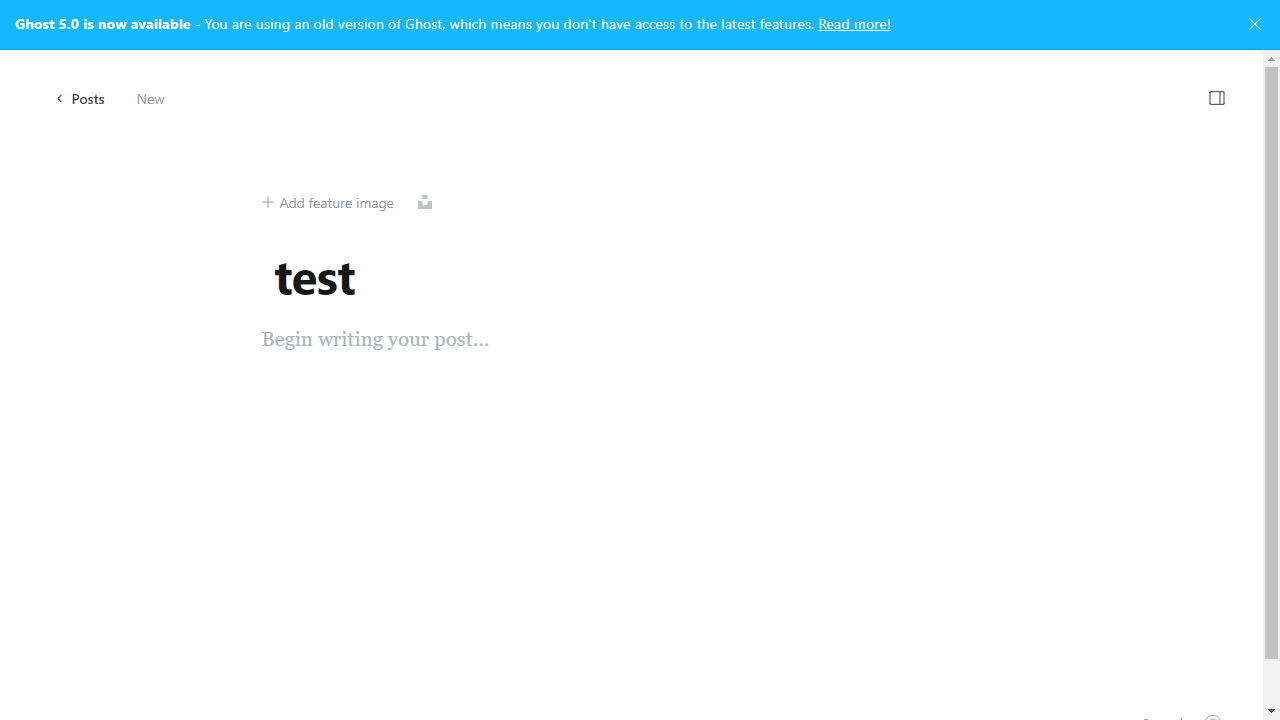 Ghost 5.0 is now available - You are using an old version of Ghost, which means you don't have access to the latest features. Read more!
Posts New
Add feature image
test
Begin writing your post...